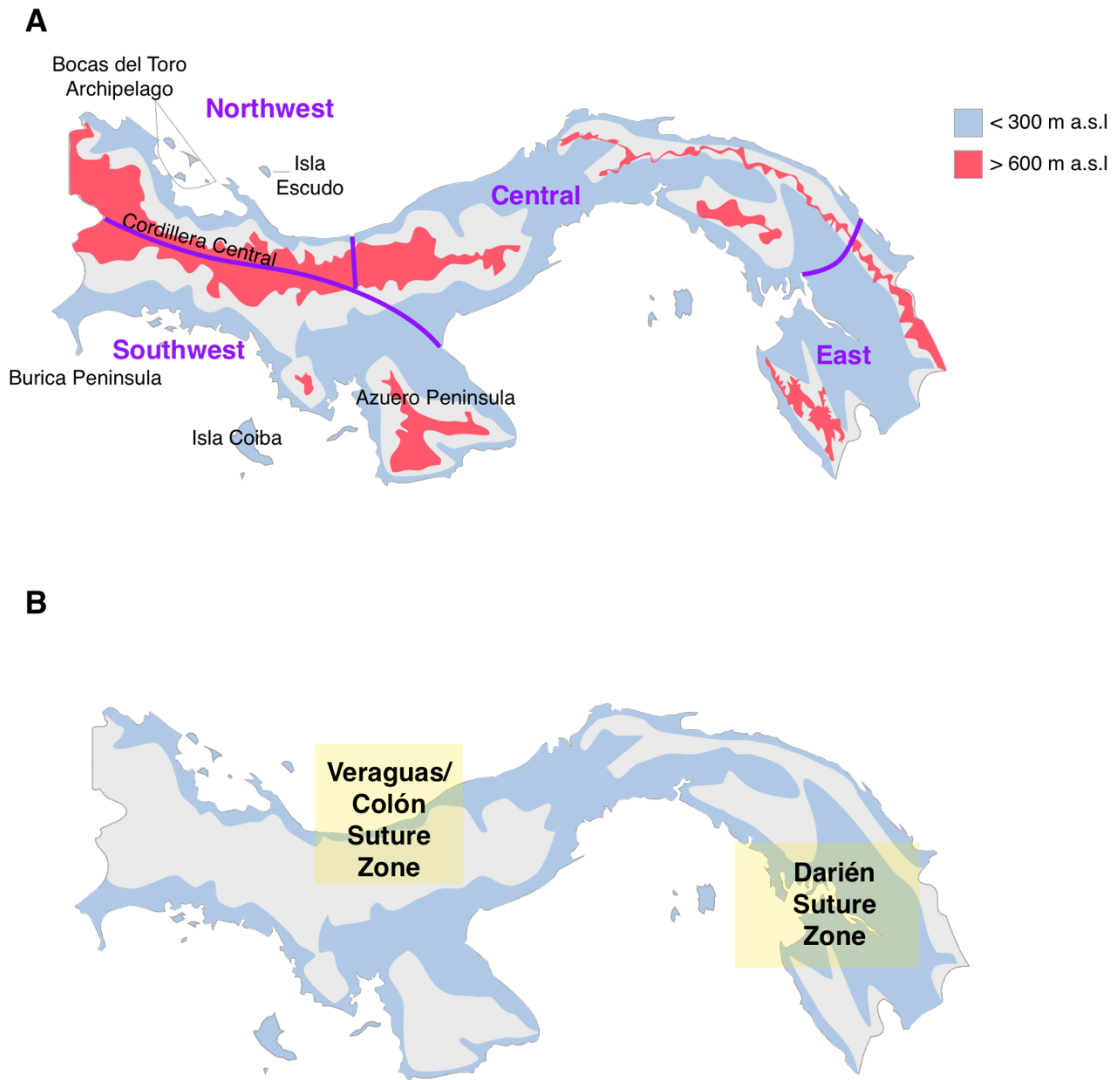 A
Bocas del Toro
Archipelago
Northwest
Isla
Escudo
< 300 m a.s.l
> 600 m a.s.l
Central
Cordillera Central
Southwest
East
Burica Peninsula
Azuero Peninsula
Isla Coiba
B
Veraguas/
Colón
Suture
Zone
Darién
Suture
Zone